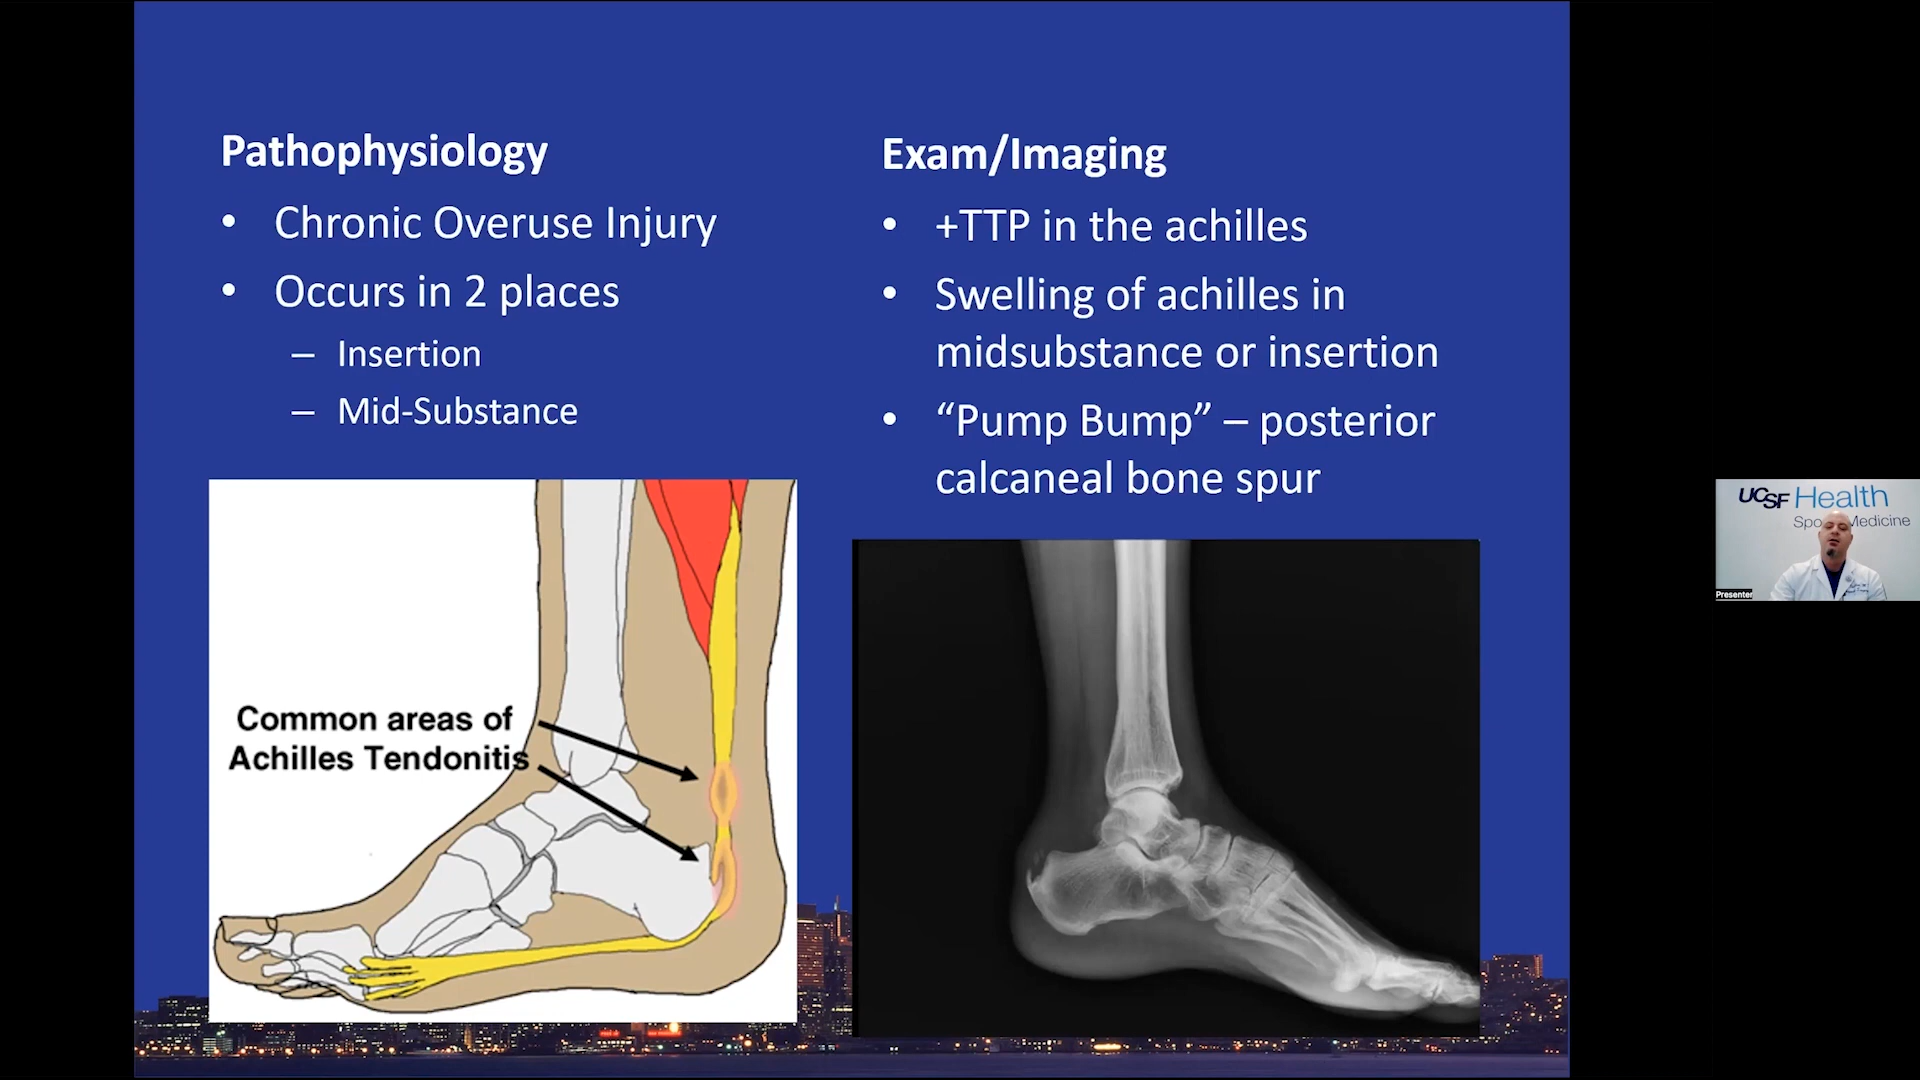 Pathophysiology
• Chronic Overuse Injury
• Occurs in 2 places
– Insertion
– Mid-Substance
Common areas of
Achilles Tendonitis
Exam/Imaging
• +TTP in the achilles
• Swelling of achilles in
midsubstance or insertion
• “Pump Bump” – posterior
calcaneal bone spur
UCSF Health
Medicine
Presenter